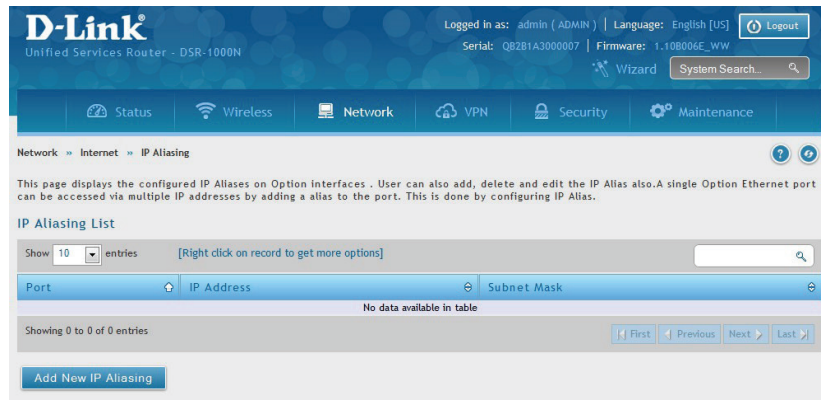 D-Link®
Logged in as: admin ( ADMIN ) | Language: English [US] Logout
Unified Services Router - DSR-1000N
Serial: QB2B1A3000007 | Firmware: 1.10B006E_WW
Wizard System Search...
Status Wireless Network VPN Security Maintenance
Network » Internet » IP Aliasing ?
This page displays the configured IP Aliases on Option interfaces . User can also add, delete and edit the IP Alias also.A single Option Ethernet port
can be accessed via multiple IP addresses by adding a alias to the port. This is done by configuring IP Alias.
IP Aliasing List
Show 10 entries [Right click on record to get more options]
Port IP Address Subnet Mask
No data available in table
Showing 0 to 0 of 0 entries First Previous Next Last
Add New IP Aliasing